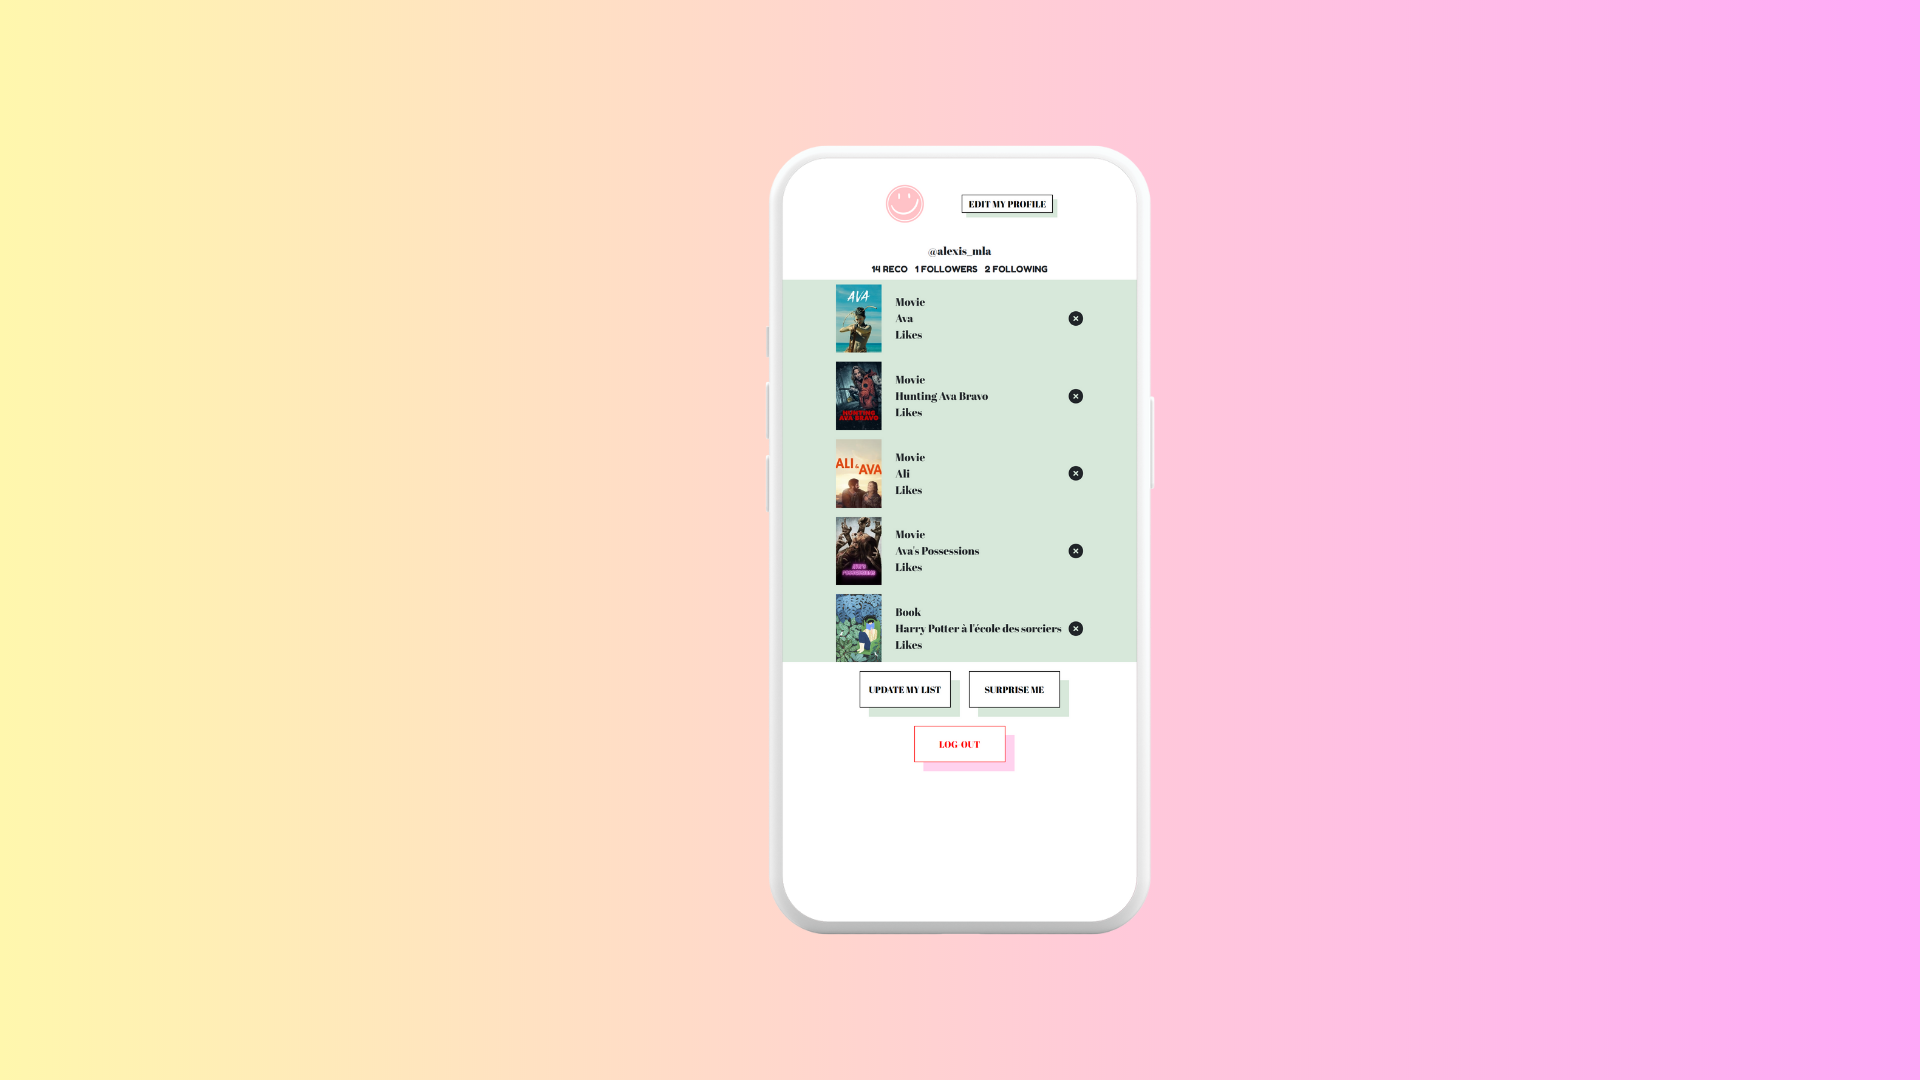 EDIT MY PROFILE
@alexis_mla
14 RECO 1 FOLLOWERS 2 FOLLOWING
AVA
Movie
Ava
Likes
HUNTING
AVA BRAVO
Movie
Hunting Ava Bravo
Likes
ALI & AVA
Movie
Ali
Likes
AVA'S
POSSESSIONS
Movie
Ava's Possessions
Likes
Book
Harry Potter à l'école des sorciers
Likes
UPDATE MY LIST
SURPRISE ME
LOG OUT